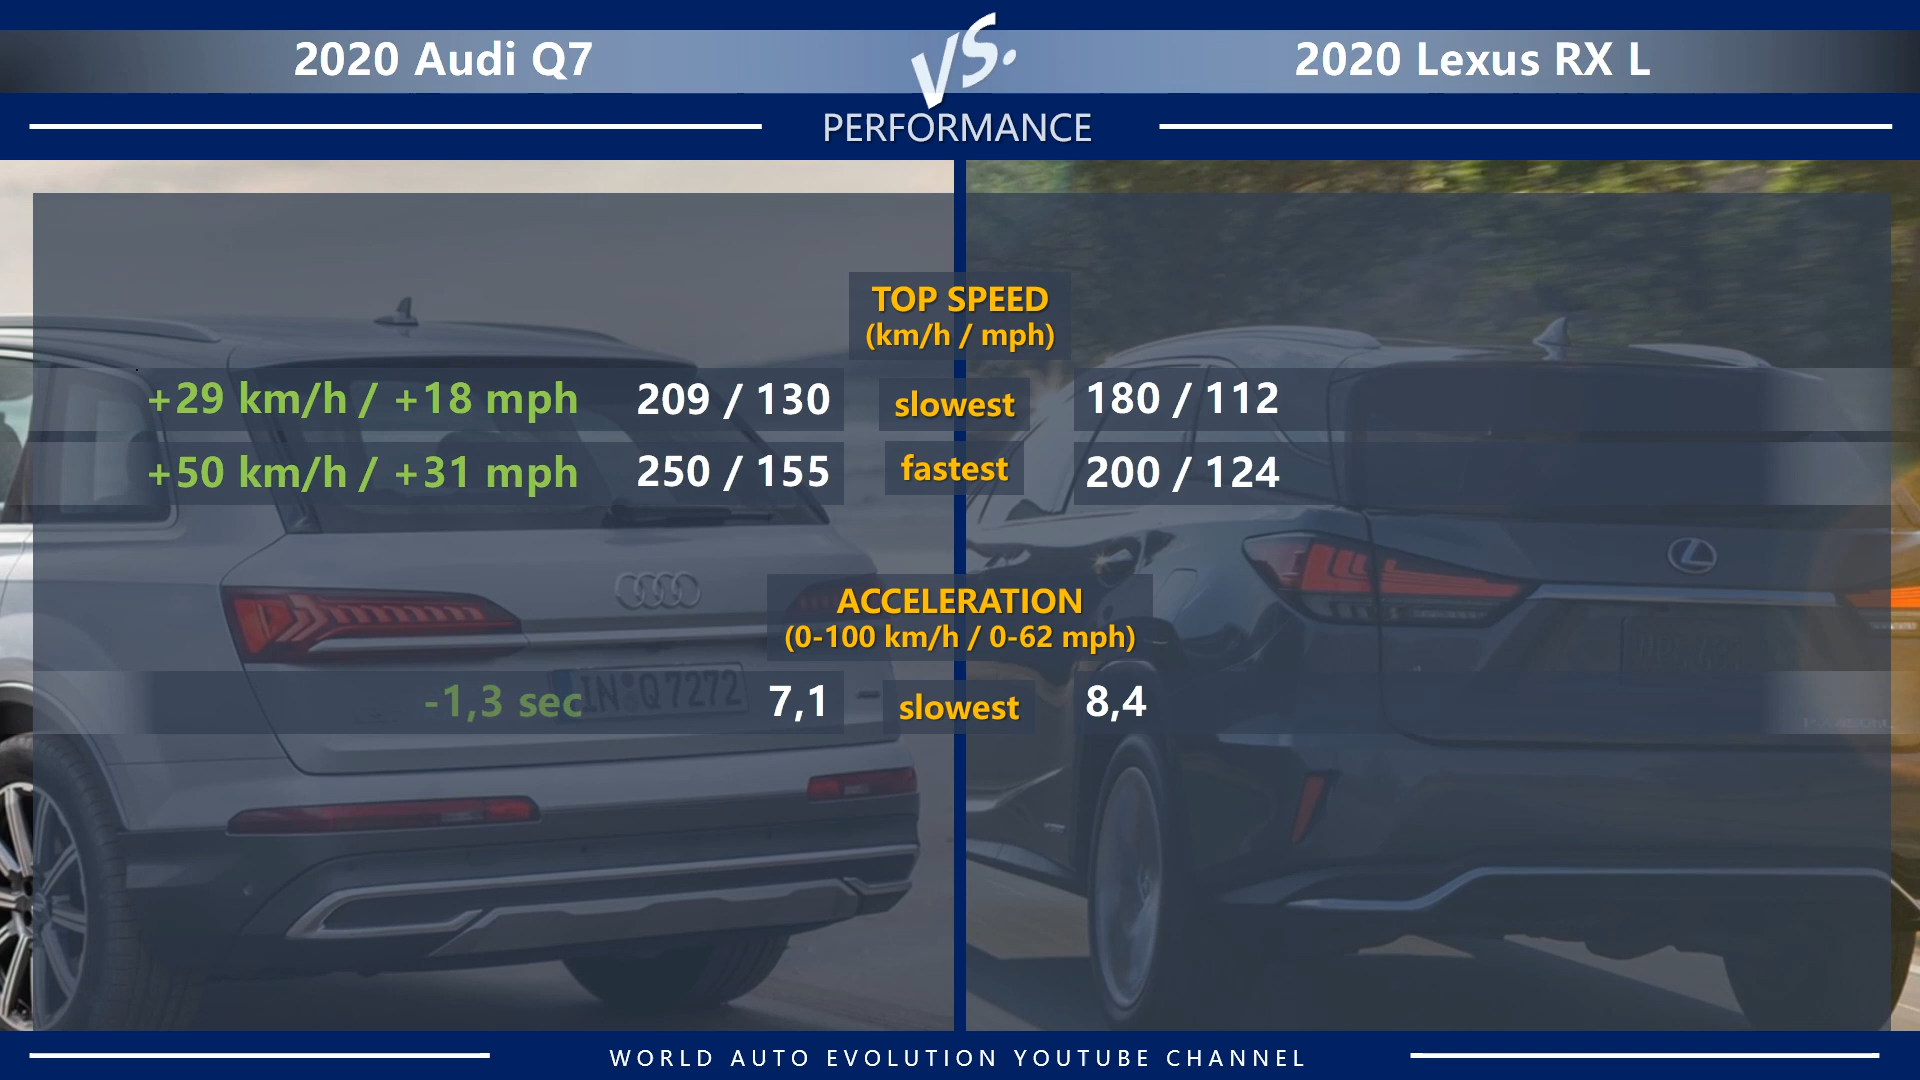 2020 Audi Q7
VS.
2020 Lexus RX L
PERFORMANCE
TOP SPEED
(km/h / mph)
+29 km/h / +18 mph 209 / 130 slowest 180 / 112
+50 km/h / +31 mph 250 / 155 fastest 200 / 124
ACCELERATION
(0-100 km/h / 0-62 mph)
-1,3 sec 7,1 slowest 8,4
IN Q 7272
WORLD AUTO EVOLUTION YOUTUBE CHANNEL